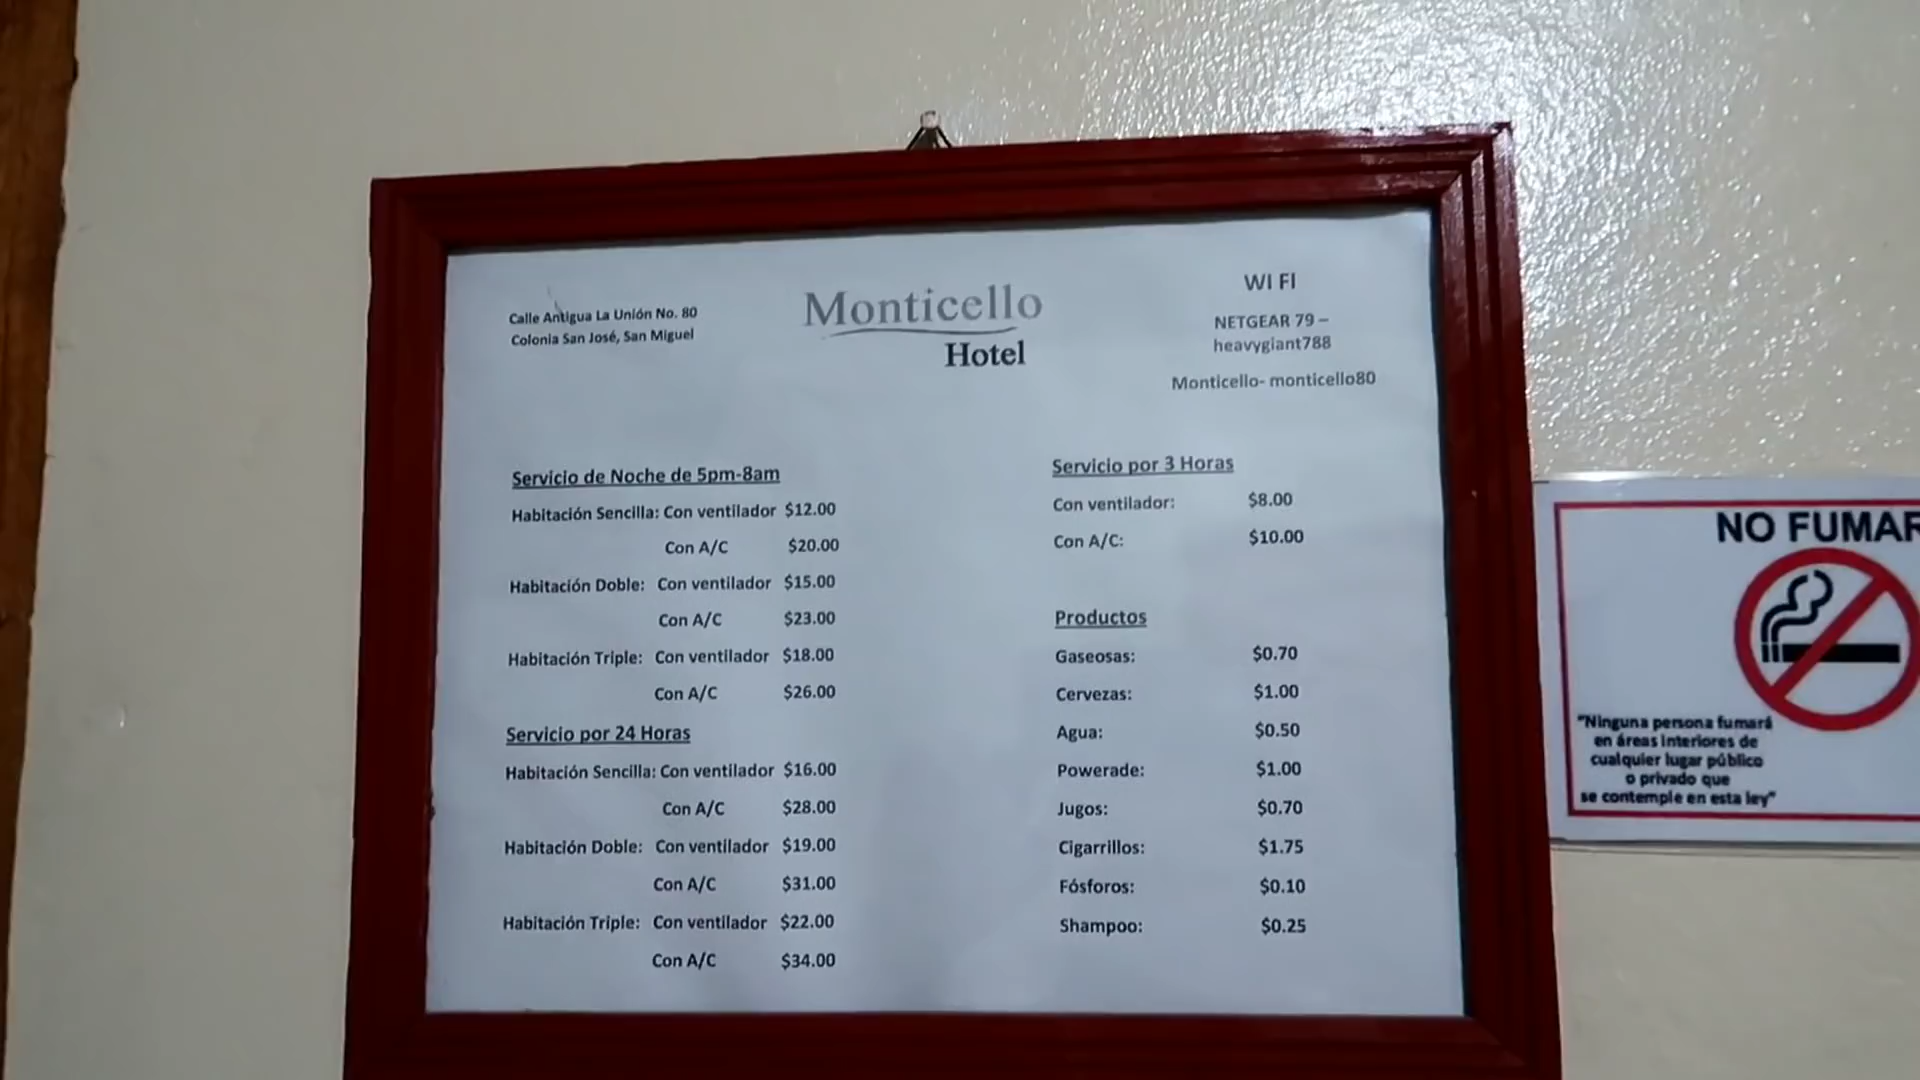 Calle Antigua La Unión No. 80
Colonia San José, San Miguel
Monticello
Hotel
WI FI
NETGEAR 79 –
heavygiant788
Monticello- monticello80
Servicio de Noche de 5pm-8am
Habitación Sencilla: Con ventilador $12.00
Con A/C $20.00
Habitación Doble: Con ventilador $15.00
Con A/C $23.00
Habitación Triple: Con ventilador $18.00
Con A/C $26.00
Servicio por 24 Horas
Habitación Sencilla: Con ventilador $16.00
Con A/C $28.00
Habitación Doble: Con ventilador $19.00
Con A/C $31.00
Habitación Triple: Con ventilador $22.00
Con A/C $34.00
Servicio por 3 Horas
Con ventilador: $8.00
Con A/C: $10.00
Productos
Gaseosas: $0.70
Cervezas: $1.00
Agua: $0.50
Powerade: $1.00
Jugos: $0.70
Cigarrillos: $1.75
Fósforos: $0.10
Shampoo: $0.25
NO FUMAR
"Ninguna persona fumará
en áreas interiores de
cualquier lugar público
o privado que
se contemple en esta ley"